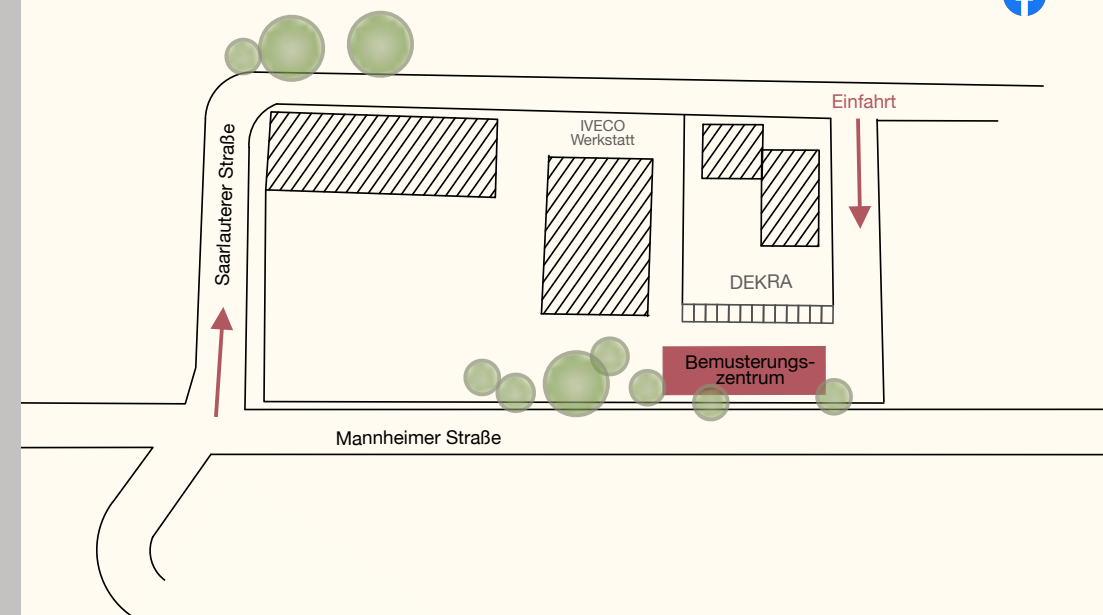 Einfahrt
IVECO
Werkstatt
Saarlauterer Straße
DEKRA
Bemusterungs-
zentrum
Mannheimer Straße